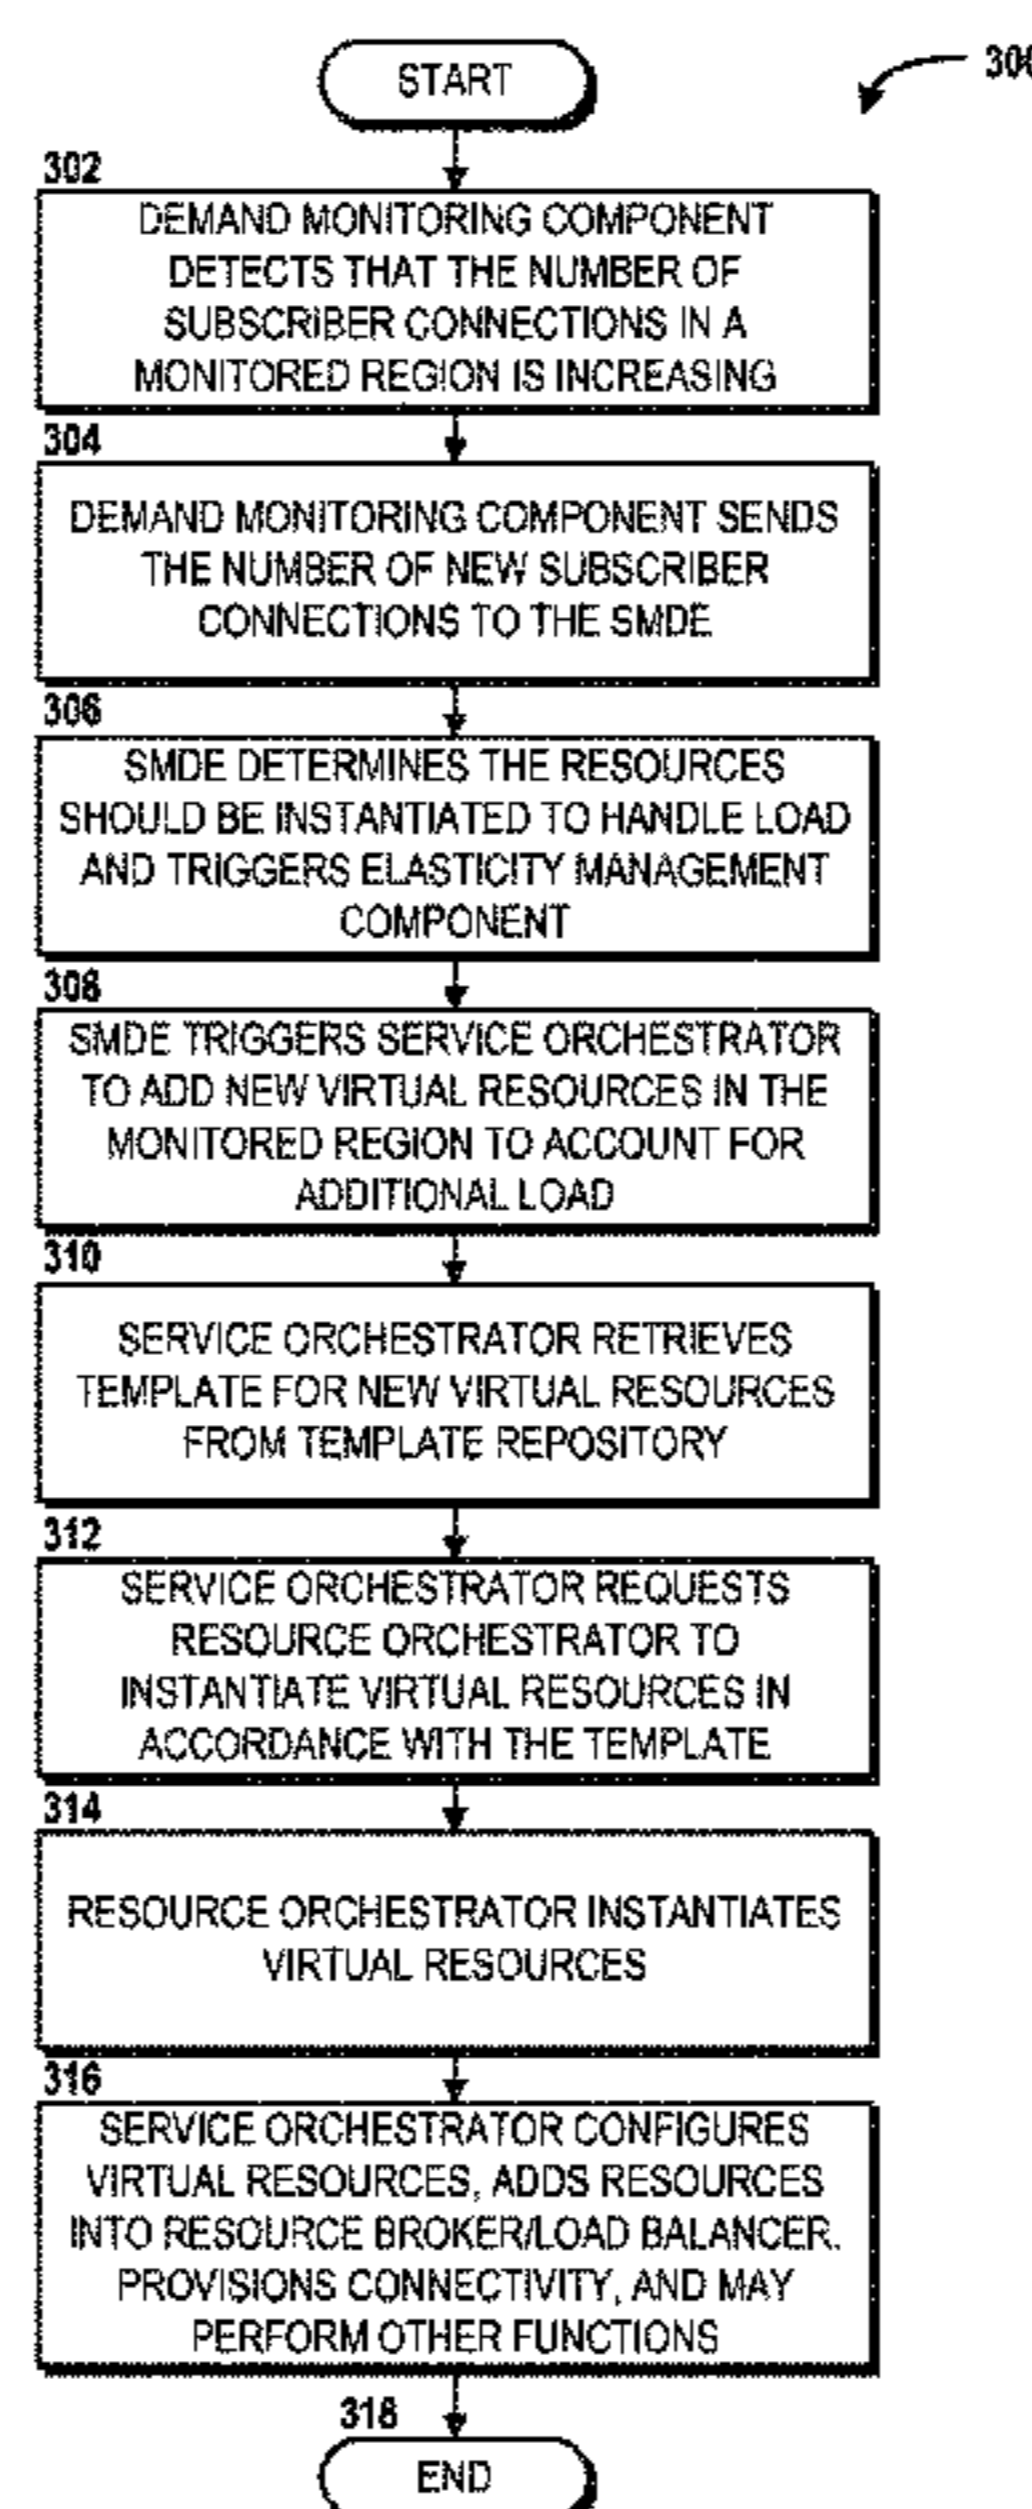 START
300
302
DEMAND MONITORING COMPONENT
DETECTS THAT THE NUMBER OF
SUBSCRIBER CONNECTIONS IN A
MONITORED REGION IS INCREASING
304
DEMAND MONITORING COMPONENT SENDS
THE NUMBER OF NEW SUBSCRIBER
CONNECTIONS TO THE SMDE
306
SMDE DETERMINES THE RESOURCES
SHOULD BE INSTANTIATED TO HANDLE LOAD
AND TRIGGERS ELASTICITY MANAGEMENT
COMPONENT
308
SMDE TRIGGERS SERVICE ORCHESTRATOR
TO ADD NEW VIRTUAL RESOURCES IN THE
MONITORED REGION TO ACCOUNT FOR
ADDITIONAL LOAD
310
SERVICE ORCHESTRATOR RETRIEVES
TEMPLATE FOR NEW VIRTUAL RESOURCES
FROM TEMPLATE REPOSITORY
312
SERVICE ORCHESTRATOR REQUESTS
RESOURCE ORCHESTRATOR TO
INSTANTIATE VIRTUAL RESOURCES IN
ACCORDANCE WITH THE TEMPLATE
314
RESOURCE ORCHESTRATOR INSTANTIATES
VIRTUAL RESOURCES
316
SERVICE ORCHESTRATOR CONFIGURES
VIRTUAL RESOURCES, ADDS RESOURCES
INTO RESOURCE BROKER/LOAD BALANCER,
PROVISIONS CONNECTIVITY, AND MAY
PERFORM OTHER FUNCTIONS
318
END